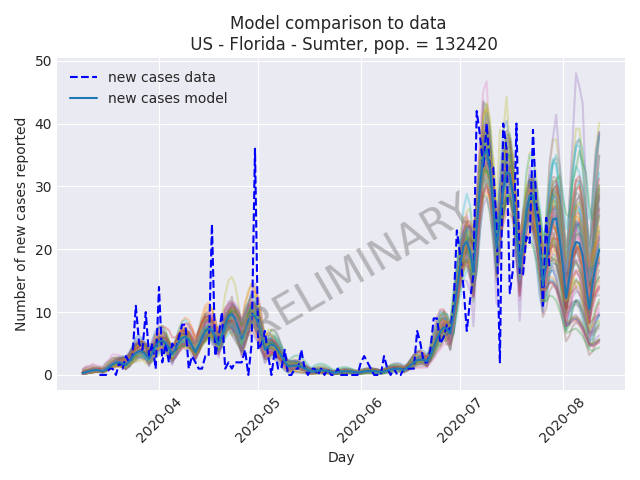 Model comparison to data
US - Florida - Sumter, pop. = 132420
50
new cases data
new cases model
40
30
20
10
0
Number of new cases reported
PRELIMINARY
2020-04
2020-05
2020-06
2020-07
2020-08
Day